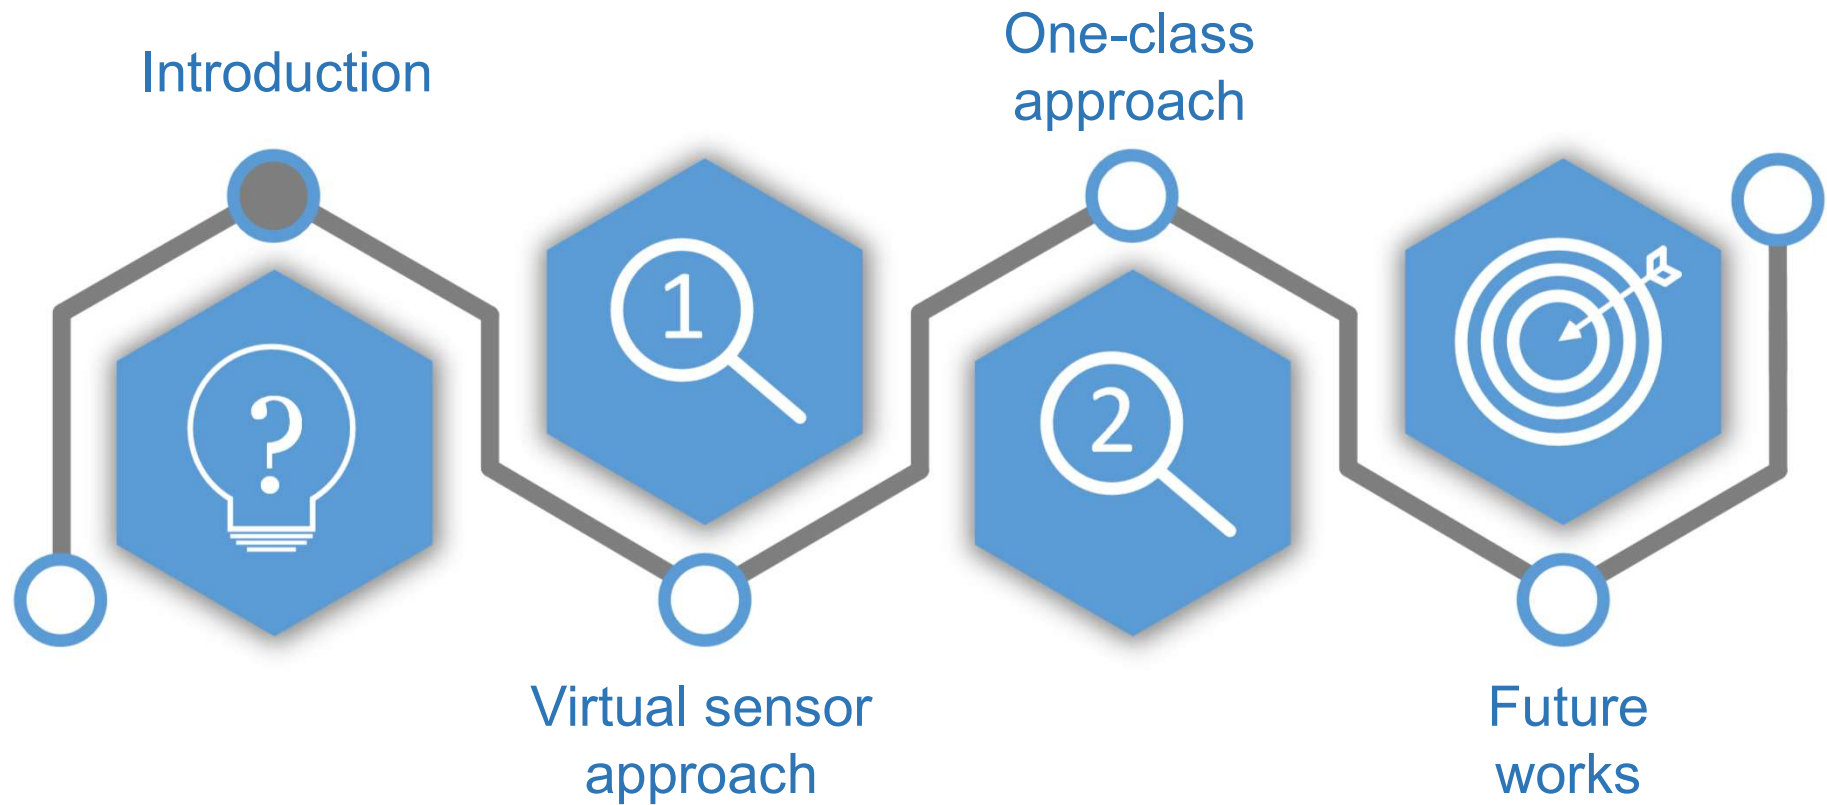 Introduction
?
1
Virtual sensor
approach
One-class
approach
2
Future
works